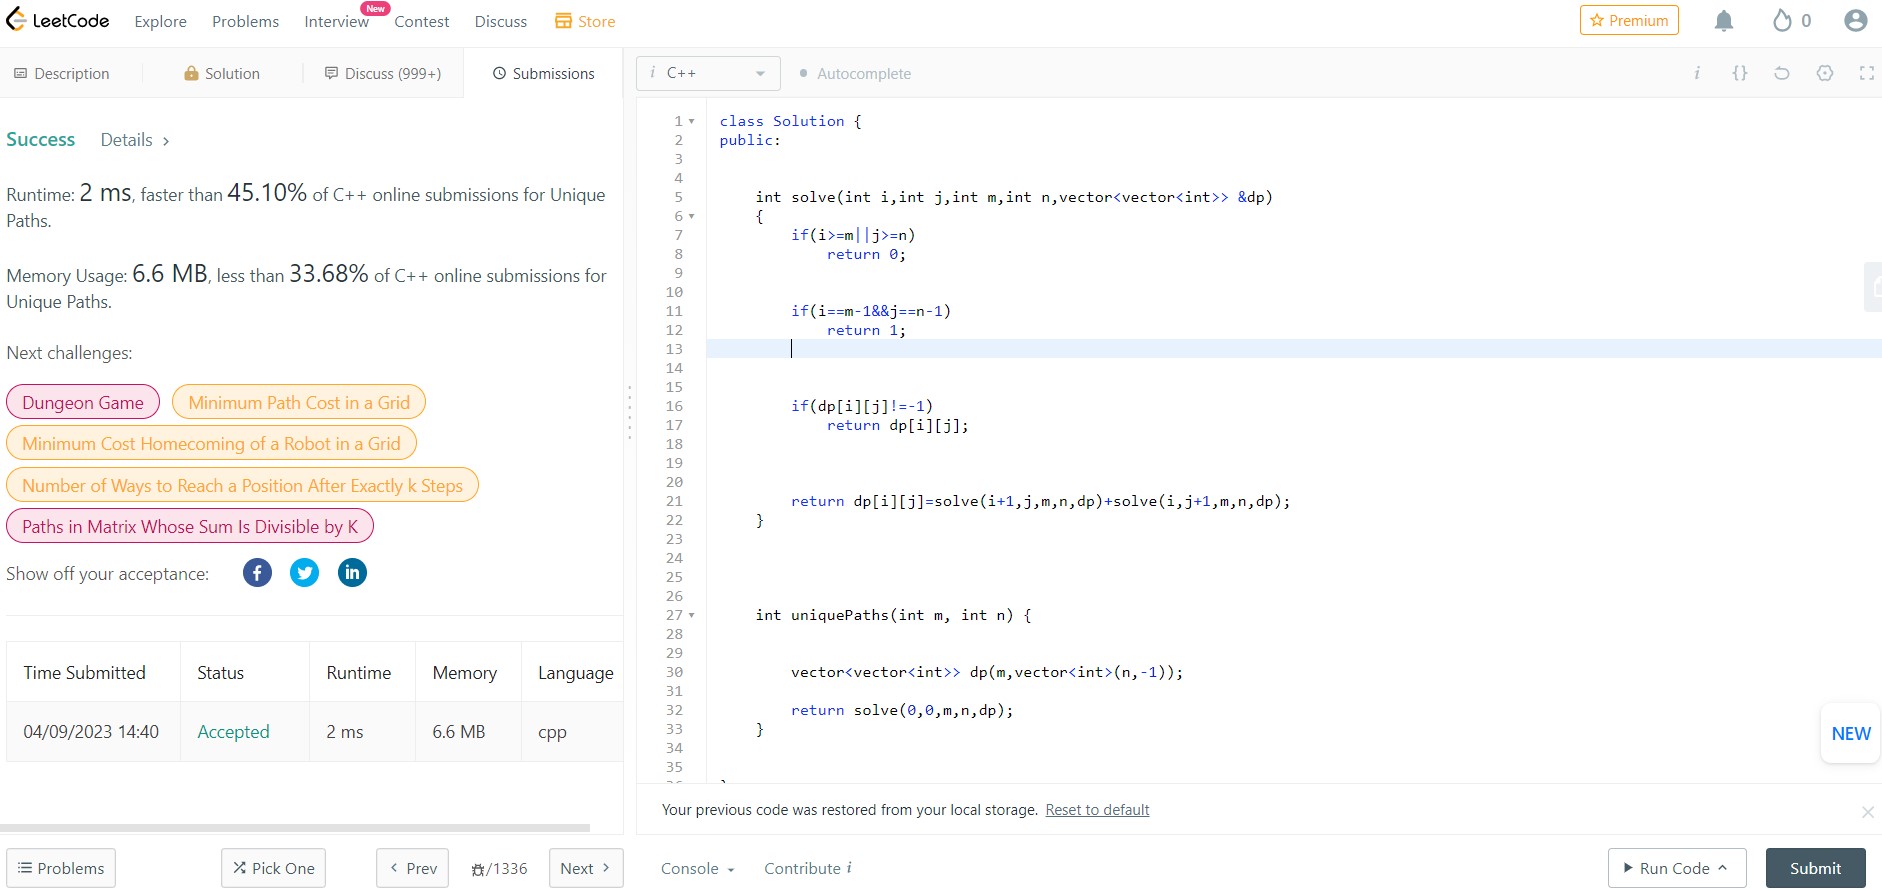 LeetCode Explore Problems Interview New Contest Discuss Store Premium 0
Description Solution Discuss (999+) Submissions
Success Details >
Runtime: 2 ms, faster than 45.10% of C++ online submissions for Unique
Paths.
Memory Usage: 6.6 MB, less than 33.68% of C++ online submissions for
Unique Paths.
Next challenges:
Dungeon Game Minimum Path Cost in a Grid
Minimum Cost Homecoming of a Robot in a Grid
Number of Ways to Reach a Position After Exactly k Steps
Paths in Matrix Whose Sum Is Divisible by K
Show off your acceptance: f in
Time Submitted Status Runtime Memory Language
04/09/2023 14:40 Accepted 2 ms 6.6 MB cpp
Problems Pick One < Prev /1336 Next >
i C++ Autocomplete i {}
1 class Solution {
2 public:
3
4
5 int solve(int i,int j,int m,int n,vector<vector<int>> &dp)
6 {
7 if(i>=m||j>=n)
8 return 0;
9
10
11 if(i==m-1&&j==n-1)
12 return 1;
13
14
15
16 if(dp[i][j]!=-1)
17 return dp[i][j];
18
19
20
21 return dp[i][j]=solve(i+1,j,m,n,dp)+solve(i,j+1,m,n,dp);
22 }
23
24
25
26
27 int uniquePaths(int m, int n) {
28
29
30 vector<vector<int>> dp(m,vector<int>(n,-1));
31
32 return solve(0,0,m,n,dp);
33 }
34
35
NEW
Your previous code was restored from your local storage. Reset to default
Console Contribute i Run Code Submit